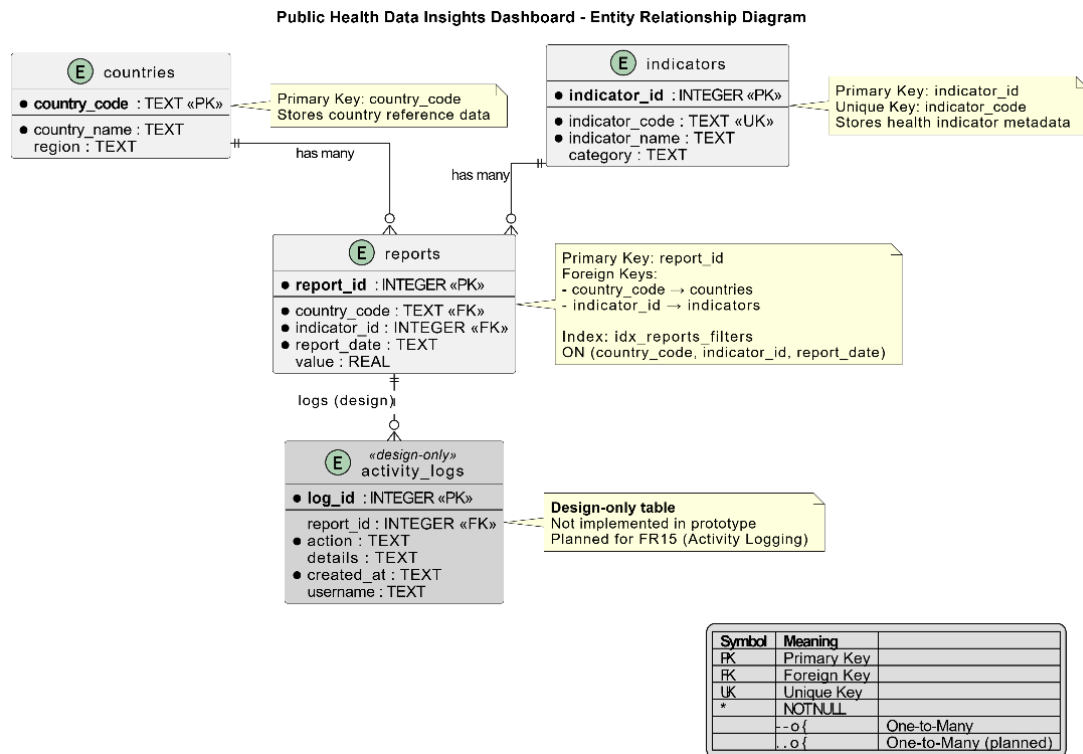 Public Health Data Insights Dashboard - Entity Relationship Diagram
E countries
● country_code : TEXT «PK»
● country_name : TEXT
region : TEXT
Primary Key: country_code
Stores country reference data
E indicators
● indicator_id : INTEGER «PK»
● indicator_code : TEXT «UK»
● indicator_name : TEXT
category : TEXT
Primary Key: indicator_id
Unique Key: indicator_code
Stores health indicator metadata
has many
has many
E reports
● report_id : INTEGER «PK»
● country_code : TEXT «FK»
● indicator_id : INTEGER «FK»
● report_date : TEXT
value : REAL
Primary Key: report_id
Foreign Keys:
- country_code → countries
- indicator_id → indicators
Index: idx_reports_filters
ON (country_code, indicator_id, report_date)
logs (design)
«design-only»
E activity_logs
● log_id : INTEGER «PK»
report_id : INTEGER «FK»
● action : TEXT
details : TEXT
● created_at : TEXT
username : TEXT
Design-only table
Not implemented in prototype
Planned for FR15 (Activity Logging)
Symbol Meaning
PK Primary Key
FK Foreign Key
UK Unique Key
* NOTNULL
--o{ One-to-Many
..o{ One-to-Many (planned)